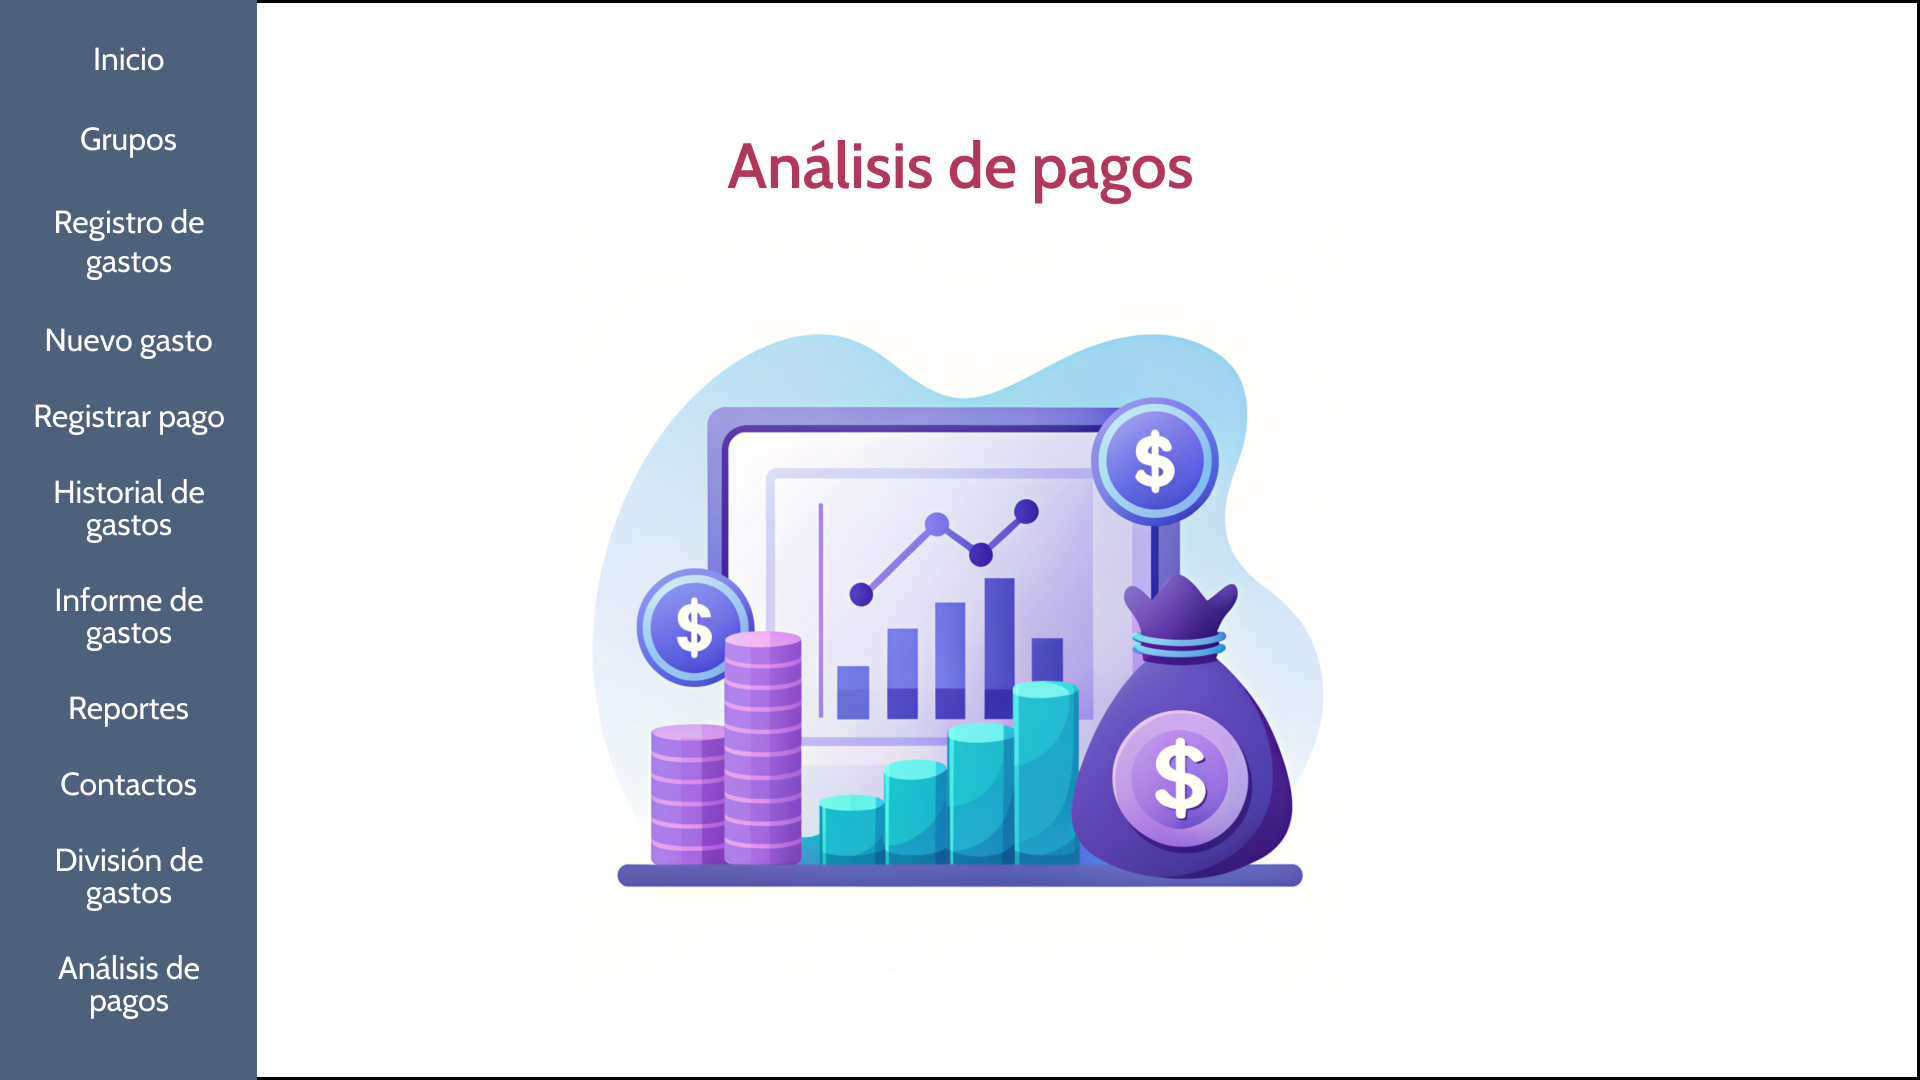 Inicio
Grupos
Registro de
gastos
Nuevo gasto
Registrar pago
Historial de
gastos
Informe de
gastos
Reportes
Contactos
División de
gastos
Análisis de
pagos
Análisis de pagos
$
$
$